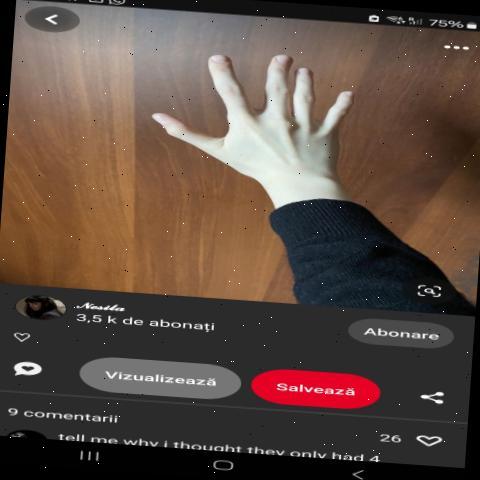 75%
Nesila
3,5 k de abonați
Abonare
Vizualizează
Salvează
9 comentarii
26
tell me why i thought they only had 4